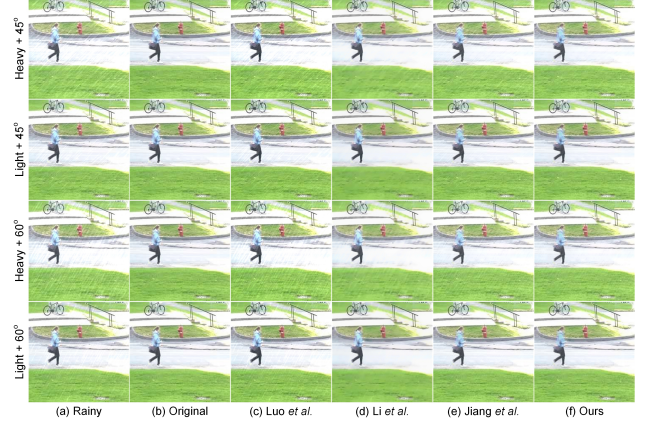 Heavy + 45°
Light + 45°
Heavy + 60°
Light + 60°
(a) Rainy
(b) Original
(c) Luo et al.
(d) Li et al.
(e) Jiang et al.
(f) Ours